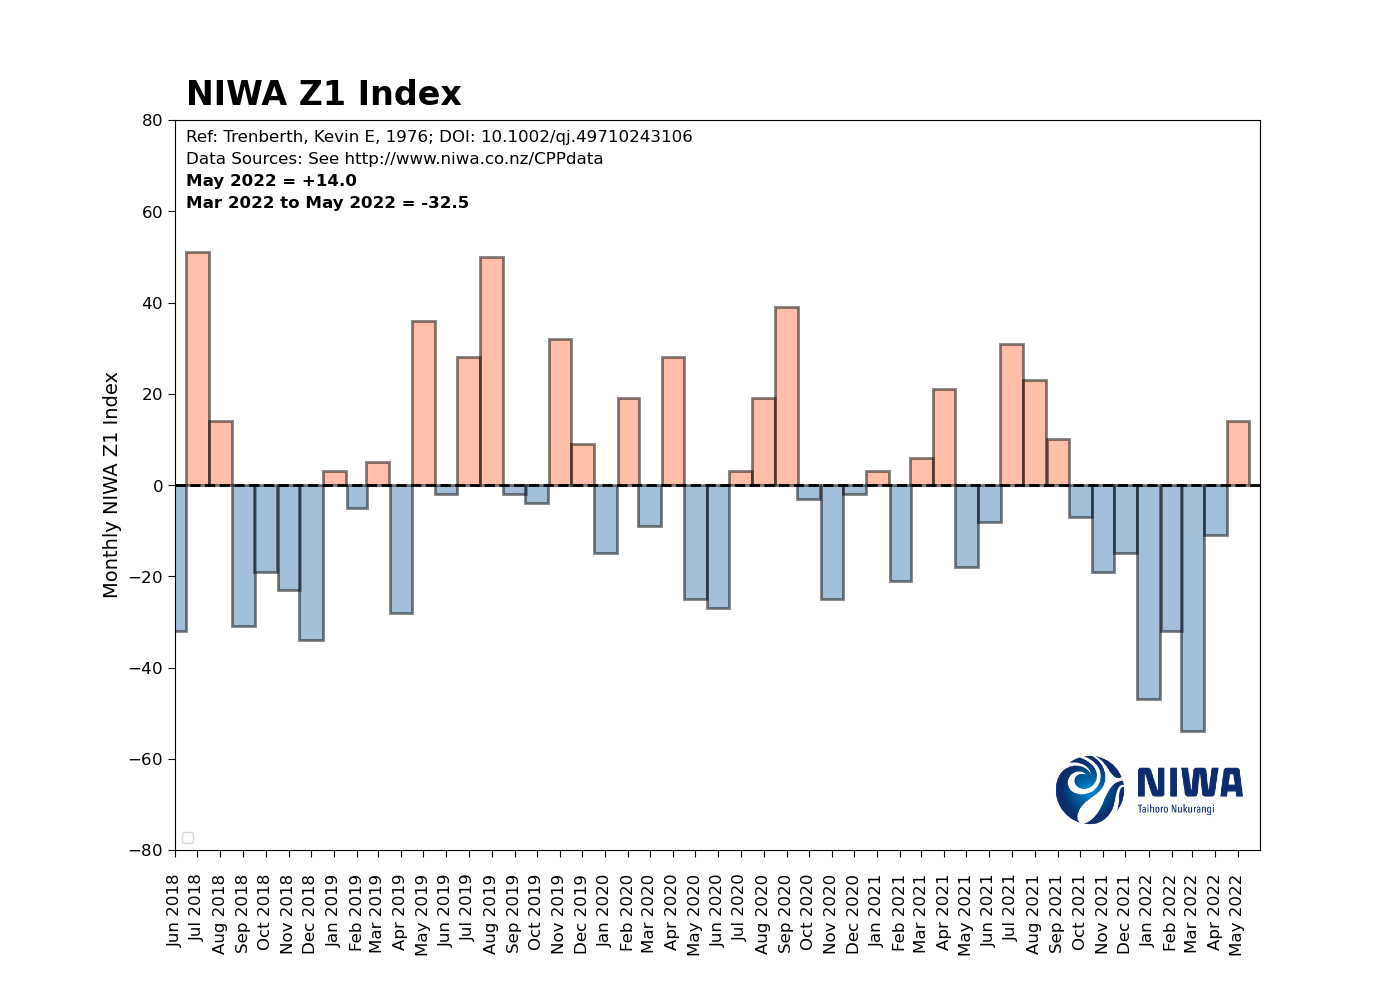 NIWA Z1 Index
Ref: Trenberth, Kevin E, 1976; DOI: 10.1002/qj.49710243106
Data Sources: See http://www.niwa.co.nz/CPPdata
May 2022 = +14.0
Mar 2022 to May 2022 = -32.5
Monthly NIWA Z1 Index
80
60
40
20
0
−20
−40
−60
−80
NIWA
Taihoro Nukurangi
Jun 2018
Jul 2018
Aug 2018
Sep 2018
Oct 2018
Nov 2018
Dec 2018
Jan 2019
Feb 2019
Mar 2019
Apr 2019
May 2019
Jun 2019
Jul 2019
Aug 2019
Sep 2019
Oct 2019
Nov 2019
Dec 2019
Jan 2020
Feb 2020
Mar 2020
Apr 2020
May 2020
Jun 2020
Jul 2020
Aug 2020
Sep 2020
Oct 2020
Nov 2020
Dec 2020
Jan 2021
Feb 2021
Mar 2021
Apr 2021
May 2021
Jun 2021
Jul 2021
Aug 2021
Sep 2021
Oct 2021
Nov 2021
Dec 2021
Jan 2022
Feb 2022
Mar 2022
Apr 2022
May 2022